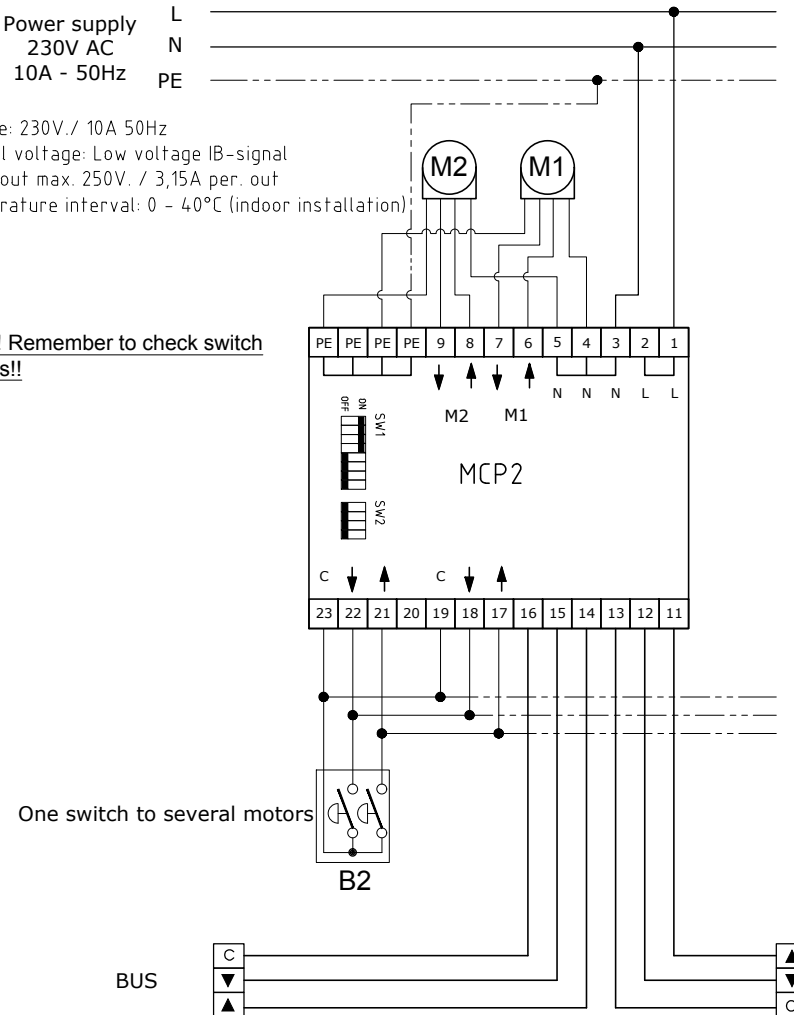 Power supply
230V AC
10A - 50Hz
L
N
PE
e: 230V./ 10A 50Hz
l voltage: Low voltage IB-signal
out max. 250V. / 3,15A per. out
rature interval: 0 - 40°C (indoor installation)
M2 M1
! Remember to check switch
s!!
PE PE PE PE 9 8 7 6 5 4 3 2 1
N N N L L
M2 M1
OFF ON
SW1
MCP2
SW2
C C
23 22 21 20 19 18 17 16 15 14 13 12 11
One switch to several motors
B2
BUS
C
C